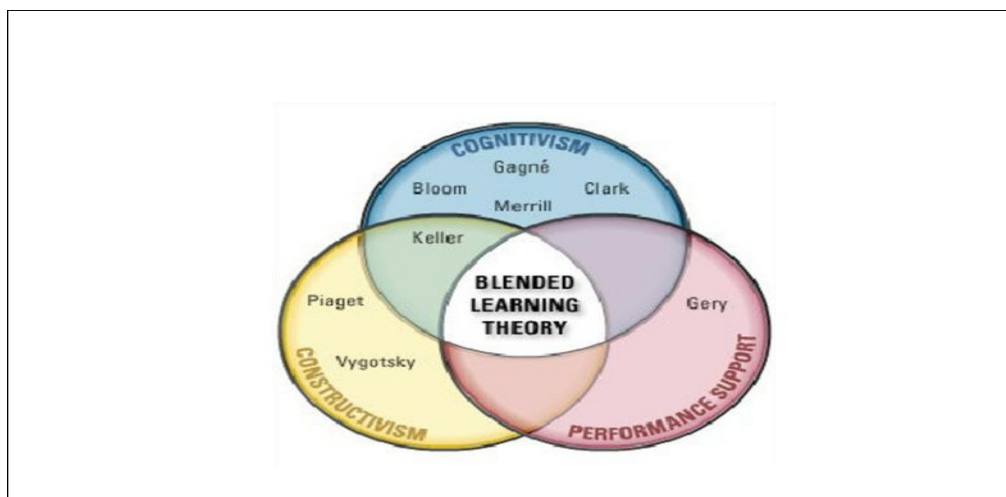 COGNITIVISM
Gagné
Bloom
Clark
Merrill
Keller
BLENDED
LEARNING
THEORY
Piaget
Gery
Vygotsky
CONSTRUCTIVISM
PERFORMANCE SUPPORT